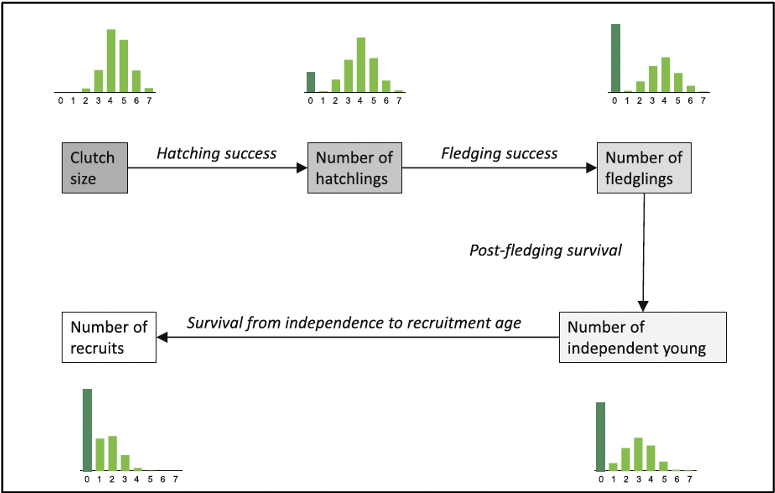 0 1 2 3 4 5 6 7
0 1 2 3 4 5 6 7
0 1 2 3 4 5 6 7
Clutch
size
Hatching success
Number of
hatchlings
Fledging success
Number of
fledglings
Post-fledging survival
Number of
recruits
Survival from independence to recruitment age
Number of
independent young
0 1 2 3 4 5 6 7
0 1 2 3 4 5 6 7